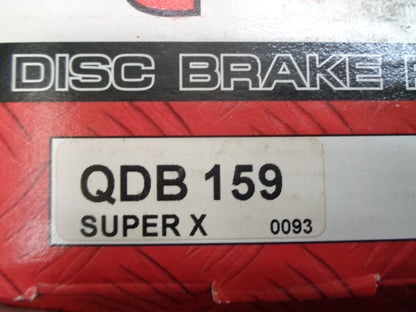 DISC BRAKE
QDB 159
SUPER X 0093